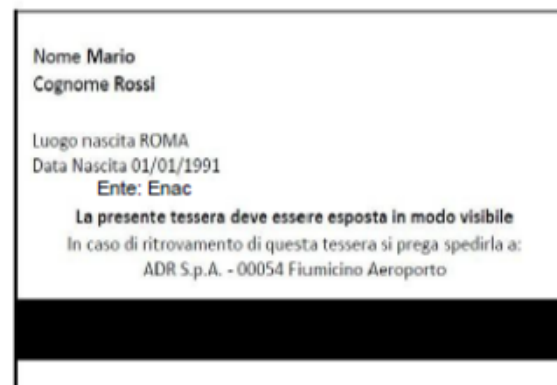 Nome Mario
Cognome Rossi
Luogo nascita ROMA
Data Nascita 01/01/1991
Ente: Enac
La presente tessera deve essere esposta in modo visibile
In caso di ritrovamento di questa tessera si prega spedirla a:
ADR S.p.A. - 00054 Fiumicino Aeroporto